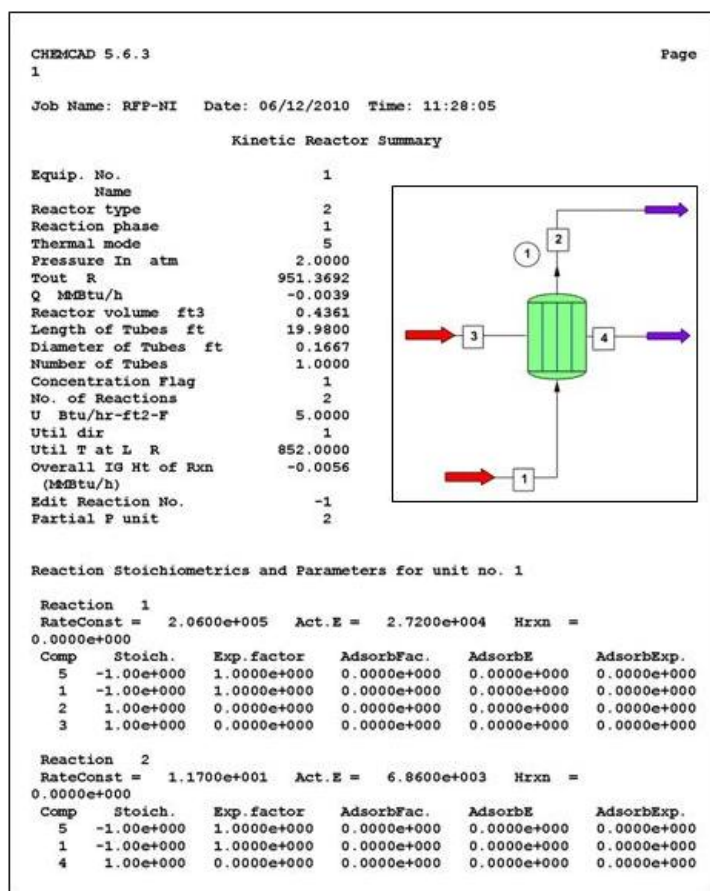 CHEMCAD 5.6.3 Page
1
Job Name: RFP-NI Date: 06/12/2010 Time: 11:28:05
Kinetic Reactor Summary
Equip. No. 1
Name
Reactor type 2
Reaction phase 1
Thermal mode 5
Pressure In atm 2.0000
Tout R 951.3692
Q MMBtu/h -0.0039
Reactor volume ft3 0.4361
Length of Tubes ft 19.9800
Diameter of Tubes ft 0.1667
Number of Tubes 1.0000
Concentration Flag 1
No. of Reactions 2
U Btu/hr-ft2-F 5.0000
Util dir 1
Util T at L R 852.0000
Overall IG Ht of Rxn -0.0056
(MMBtu/h)
Edit Reaction No. -1
Partial P unit 2
2
1
3
4
1
Reaction Stoichiometrics and Parameters for unit no. 1
Reaction 1
RateConst = 2.0600e+005 Act.E = 2.7200e+004 Hrxn =
0.0000e+000
Comp Stoich. Exp.factor AdsorbFac. AdsorbE AdsorbExp.
5 -1.00e+000 1.0000e+000 0.0000e+000 0.0000e+000 0.0000e+000
1 -1.00e+000 1.0000e+000 0.0000e+000 0.0000e+000 0.0000e+000
2 1.00e+000 0.0000e+000 0.0000e+000 0.0000e+000 0.0000e+000
3 1.00e+000 0.0000e+000 0.0000e+000 0.0000e+000 0.0000e+000
Reaction 2
RateConst = 1.1700e+001 Act.E = 6.8600e+003 Hrxn =
0.0000e+000
Comp Stoich. Exp.factor AdsorbFac. AdsorbE AdsorbExp.
5 -1.00e+000 1.0000e+000 0.0000e+000 0.0000e+000 0.0000e+000
1 -1.00e+000 1.0000e+000 0.0000e+000 0.0000e+000 0.0000e+000
4 1.00e+000 0.0000e+000 0.0000e+000 0.0000e+000 0.0000e+000